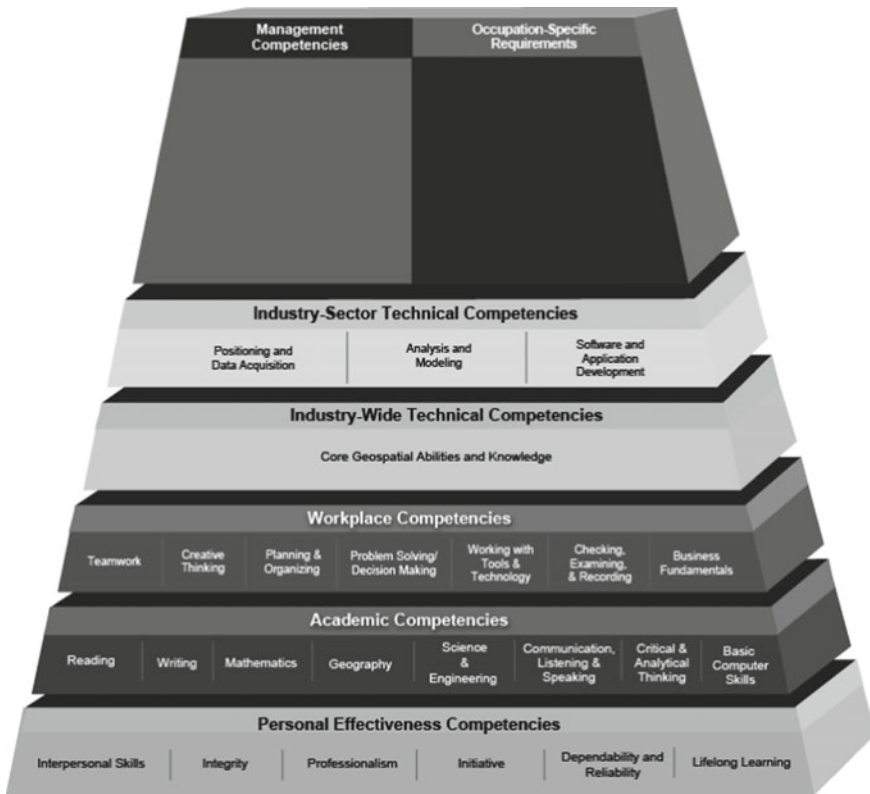 Management
Competencies
Occupation-Specific
Requirements
Industry-Sector Technical Competencies
Positioning and
Data Acquisition
Analysis and
Modeling
Software and
Application
Development
Industry-Wide Technical Competencies
Core Geospatial Abilities and Knowledge
Workplace Competencies
Teamwork
Creative
Thinking
Planning &
Organizing
Problem Solving/
Decision Making
Working with
Tools &
Technology
Checking,
Examining,
& Recording
Business
Fundamentals
Academic Competencies
Reading
Writing
Mathematics
Geography
Science
&
Engineering
Communication,
Listening &
Speaking
Critical &
Analytical
Thinking
Basic
Computer
Skills
Personal Effectiveness Competencies
Interpersonal Skills
Integrity
Professionalism
Initiative
Dependability and
Reliability
Lifelong Learning